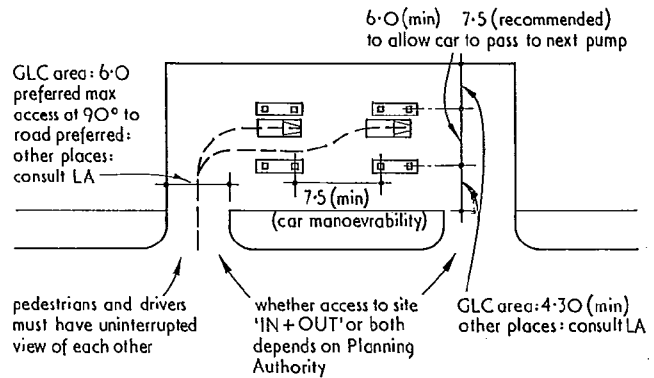 6·0 (min) 7·5 (recommended)
to allow car to pass to next pump
GLC area: 6·0
preferred max
access at 90° to
road preferred:
other places:
consult LA
7·5 (min)
(car manoevrability)
pedestrians and drivers
must have uninterrupted
view of each other
whether access to site
'IN + OUT' or both
depends on Planning
Authority
GLC area: 4·30 (min)
other places: consult LA